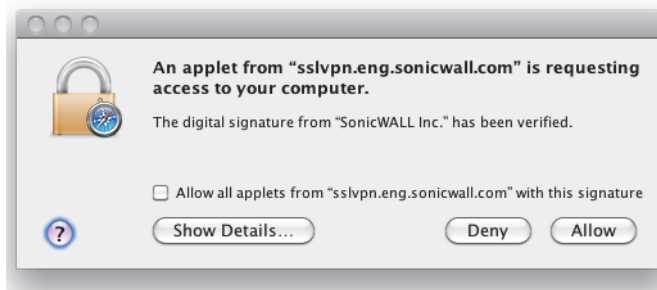 An applet from “sslvpn.eng.sonicwall.com” is requesting
access to your computer.
The digital signature from “SonicWALL Inc.” has been verified.
Allow all applets from “sslvpn.eng.sonicwall.com” with this signature
?
Show Details...
Deny
Allow